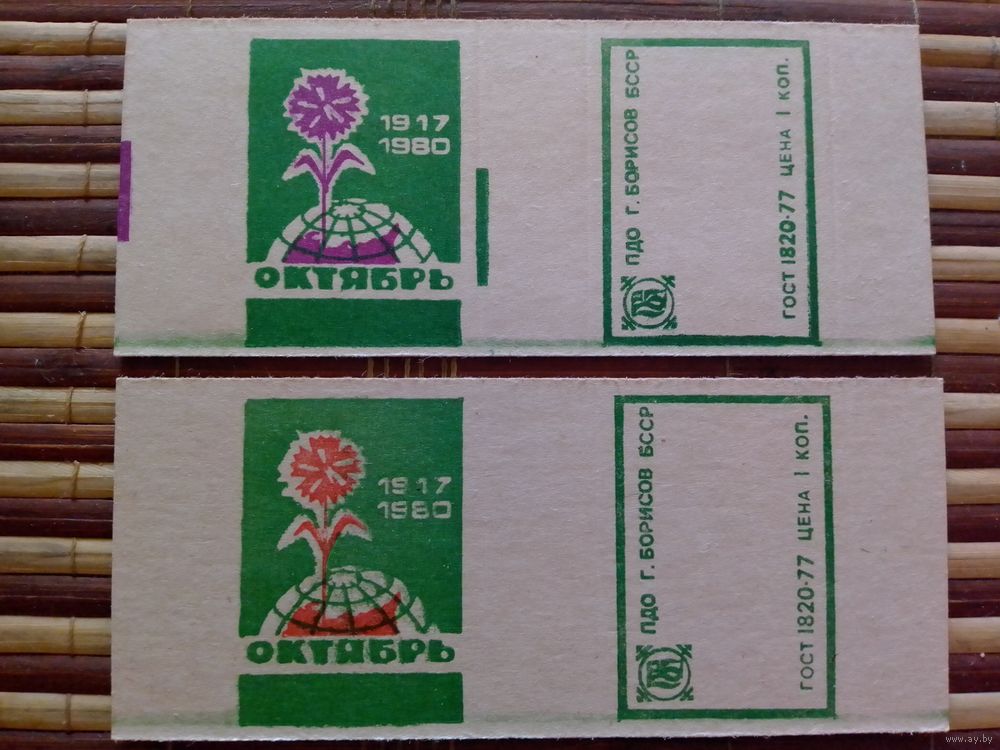 1917
1980
ОКТЯБРЬ
ПДО Г. БОРИСОВ БССР
ГОСТ 1820-77 ЦЕНА 1 КОП.
1917
1980
ОКТЯБРЬ
ПДО Г. БОРИСОВ БССР
ГОСТ 1820-77 ЦЕНА 1 КОП.
www.ay.by